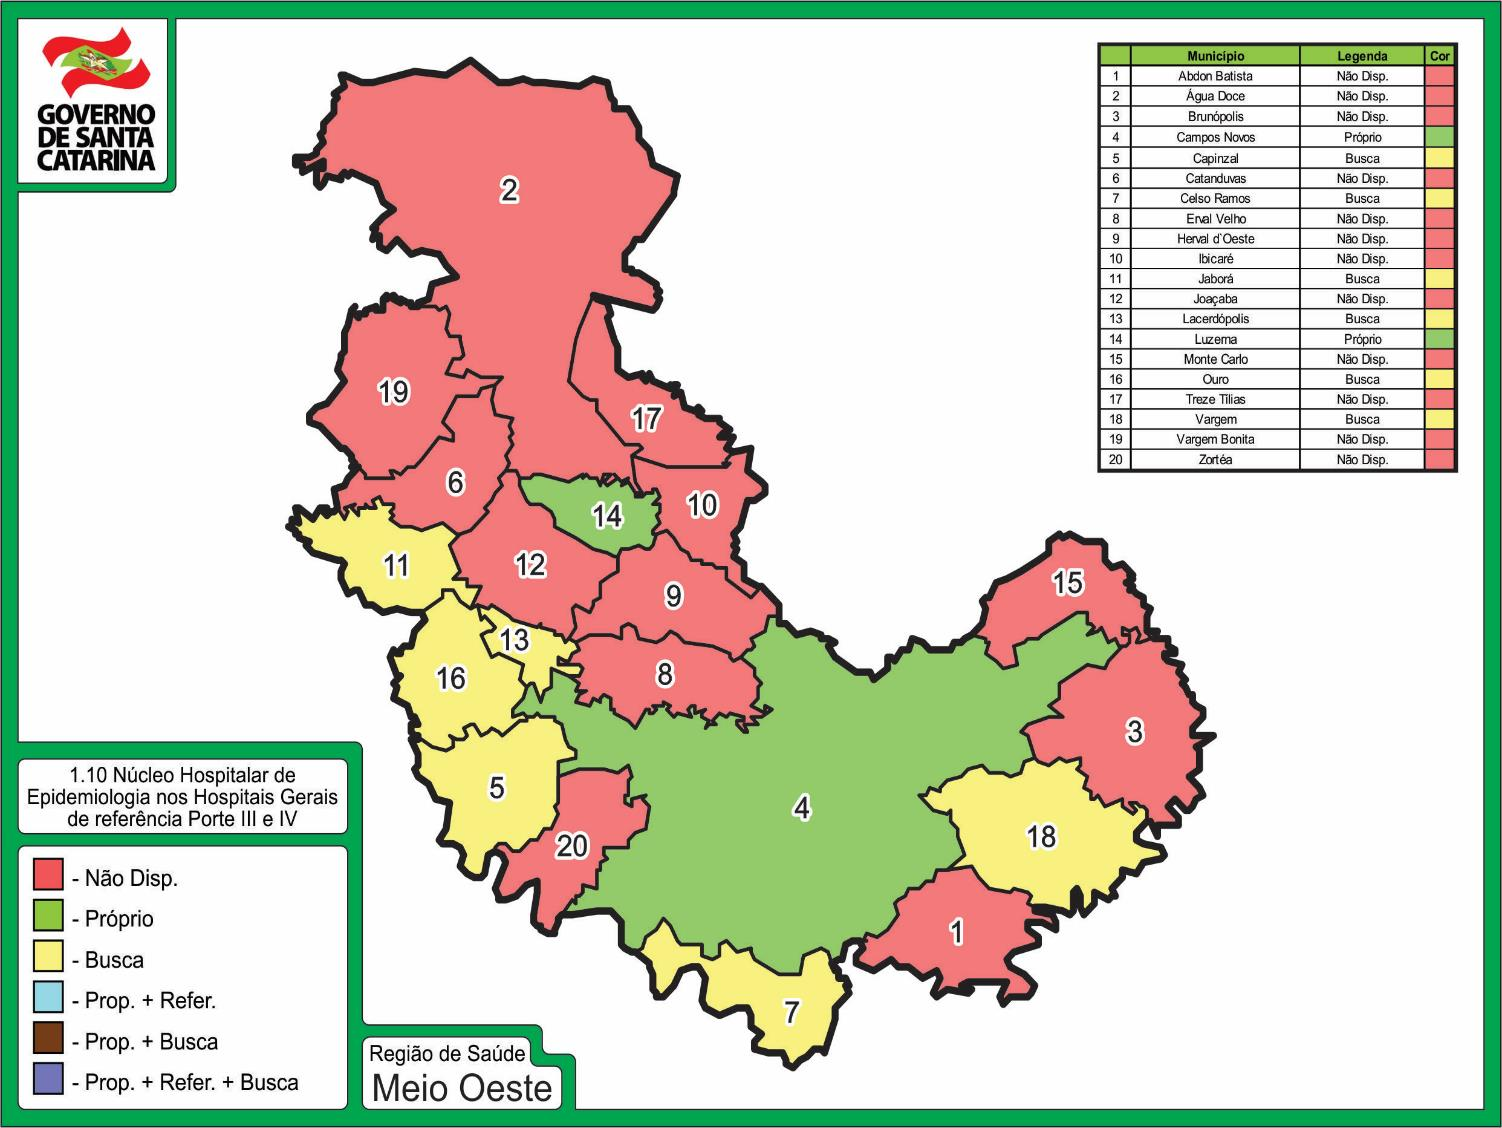 GOVERNO
DE SANTA
CATARINA
Município Legenda Cor
1 Abdon Batista Não Disp.
2 Água Doce Não Disp.
3 Brunópolis Não Disp.
4 Campos Novos Próprio
5 Capinzal Busca
6 Catanduvas Não Disp.
7 Celso Ramos Busca
8 Erval Velho Não Disp.
9 Herval d`Oeste Não Disp.
10 Ibicaré Não Disp.
11 Jaborá Busca
12 Joaçaba Não Disp.
13 Lacerdópolis Busca
14 Luzerna Próprio
15 Monte Carlo Não Disp.
16 Ouro Busca
17 Treze Tílias Não Disp.
18 Vargem Busca
19 Vargem Bonita Não Disp.
20 Zortéa Não Disp.
2
19
17
6
10
14
11
12
15
9
13
8
16
3
5
4
18
20
1
7
1.10 Núcleo Hospitalar de
Epidemiologia nos Hospitais Gerais
de referência Porte III e IV
- Não Disp.
- Próprio
- Busca
- Prop. + Refer.
- Prop. + Busca
- Prop. + Refer. + Busca
Região de Saúde
Meio Oeste